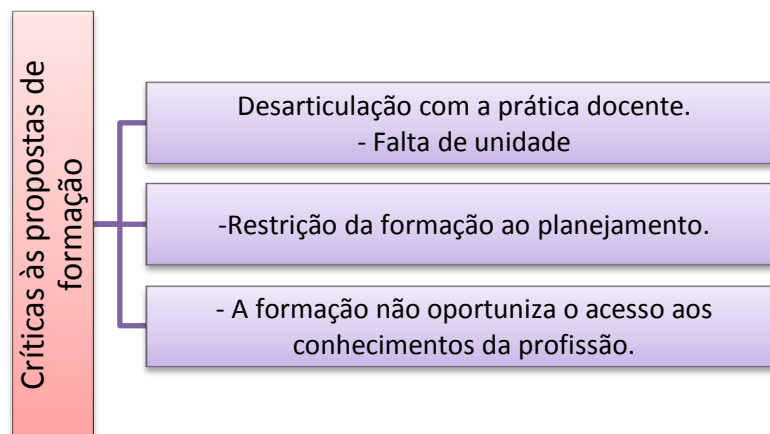 Críticas às propostas de
formação
Desarticulação com a prática docente.
- Falta de unidade
-Restrição da formação ao planejamento.
- A formação não oportuniza o acesso aos
conhecimentos da profissão.